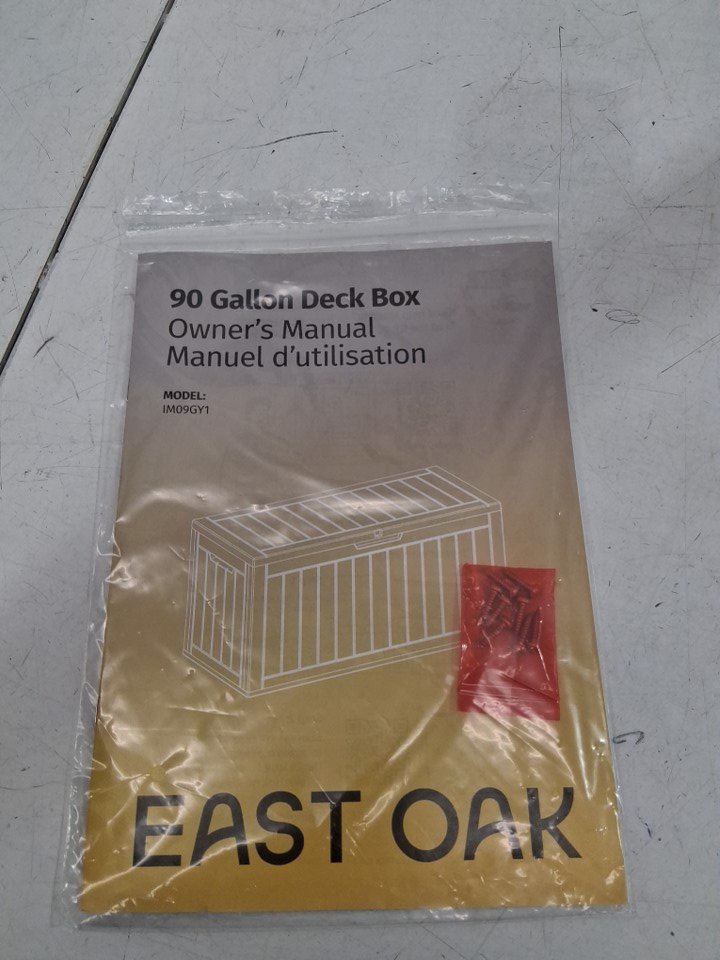 90 Gallon Deck Box
Owner's Manual
Manuel d'utilisation
MODEL:
IM09GY1
EAST OAK